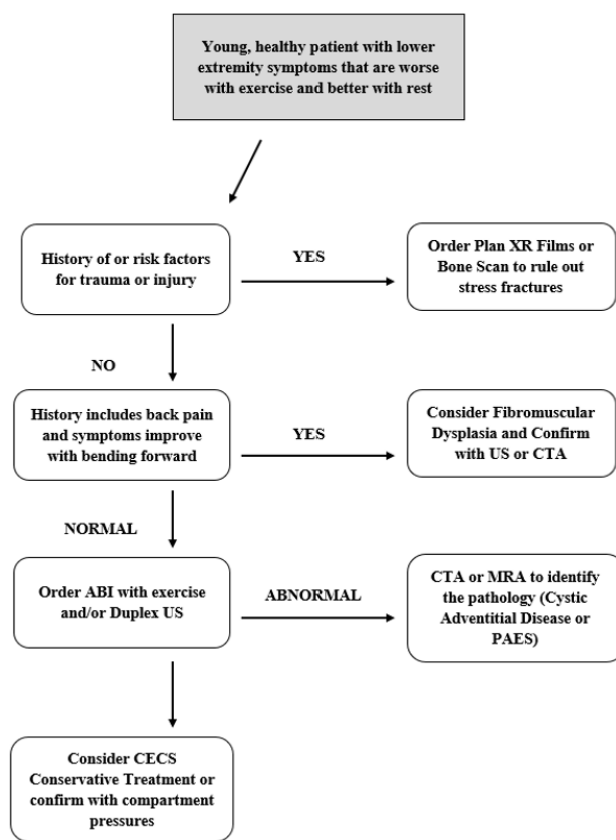 Young, healthy patient with lower
extremity symptoms that are worse
with exercise and better with rest
History of or risk factors
for trauma or injury
YES
Order Plan XR Films or
Bone Scan to rule out
stress fractures
NO
History includes back pain
and symptoms improve
with bending forward
YES
Consider Fibromuscular
Dysplasia and Confirm
with US or CTA
NORMAL
Order ABI with exercise
and/or Duplex US
ABNORMAL
CTA or MRA to identify
the pathology (Cystic
Adventitial Disease or
PAES)
Consider CECS
Conservative Treatment or
confirm with compartment
pressures